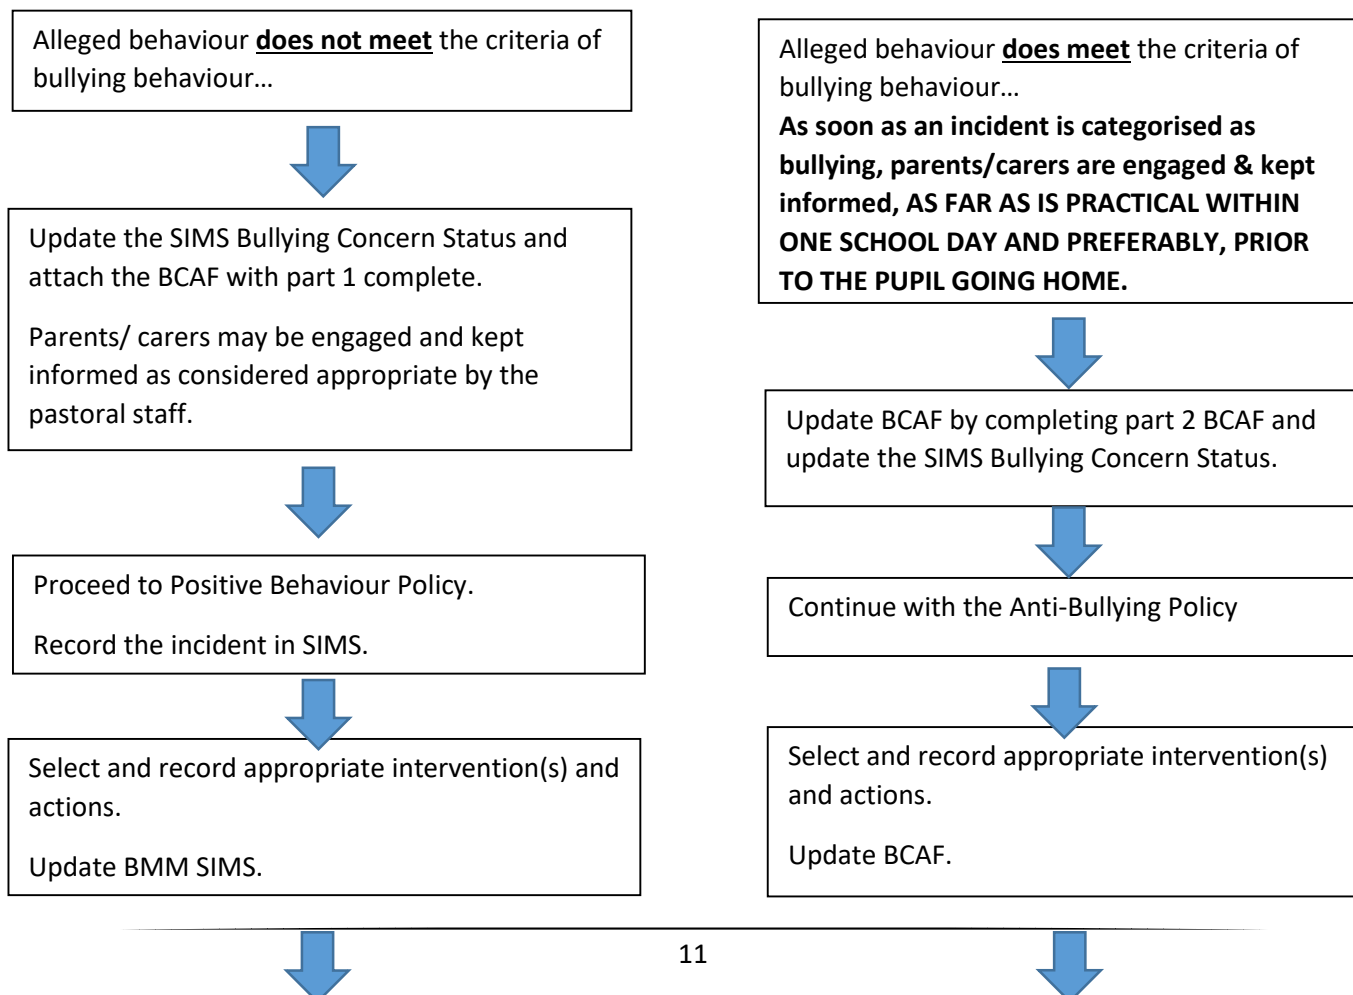 Alleged behaviour does not meet the criteria of
bullying behaviour…
Update the SIMS Bullying Concern Status and
attach the BCAF with part 1 complete.
Parents/ carers may be engaged and kept
informed as considered appropriate by the
pastoral staff.
Proceed to Positive Behaviour Policy.
Record the incident in SIMS.
Select and record appropriate intervention(s) and
actions.
Update BMM SIMS.
Alleged behaviour does meet the criteria of
bullying behaviour…
As soon as an incident is categorised as
bullying, parents/carers are engaged & kept
informed, AS FAR AS IS PRACTICAL WITHIN
ONE SCHOOL DAY AND PREFERABLY, PRIOR
TO THE PUPIL GOING HOME.
Update BCAF by completing part 2 BCAF and
update the SIMS Bullying Concern Status.
Continue with the Anti-Bullying Policy
Select and record appropriate intervention(s)
and actions.
Update BCAF.
11